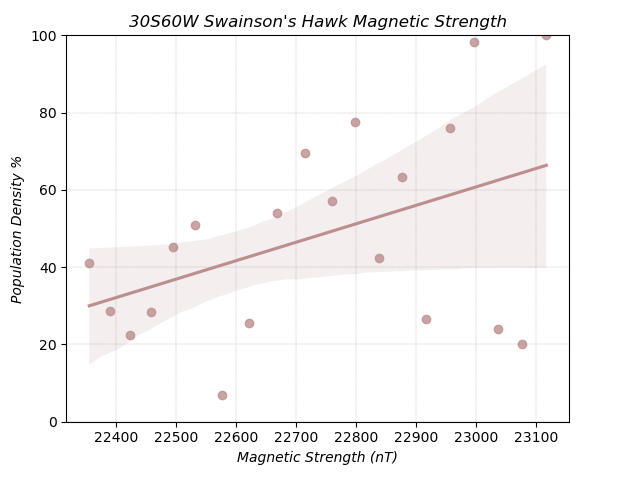 30S60W Swainson's Hawk Magnetic Strength
100
80
60
40
20
0
Population Density %
22400 22500 22600 22700 22800 22900 23000 23100
Magnetic Strength (nT)